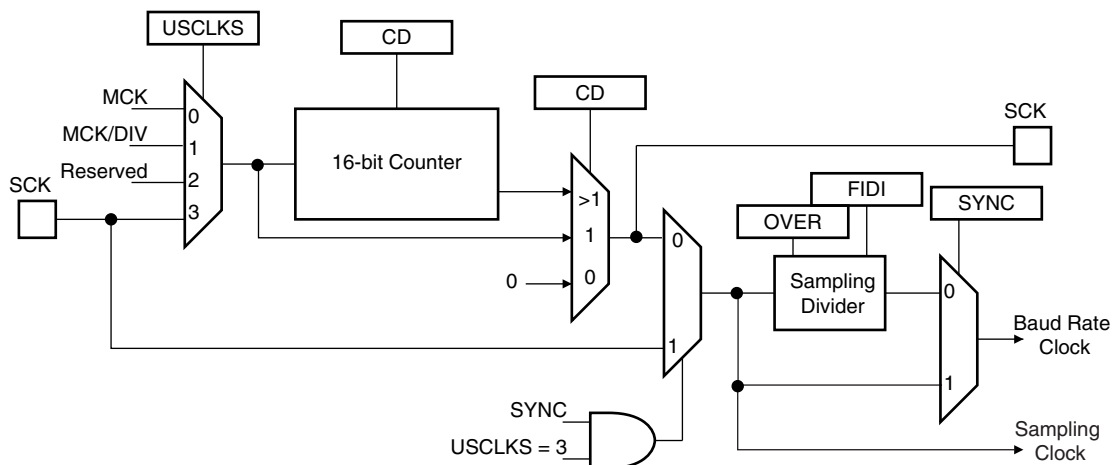 USCLKS
CD
CD
MCK
MCK/DIV
Reserved
SCK
0
1
2
3
16-bit Counter
>1
1
0
0
SCK
0
1
FIDI
OVER
SYNC
Sampling
Divider
0
1
Baud Rate
Clock
SYNC
USCLKS = 3
Sampling
Clock